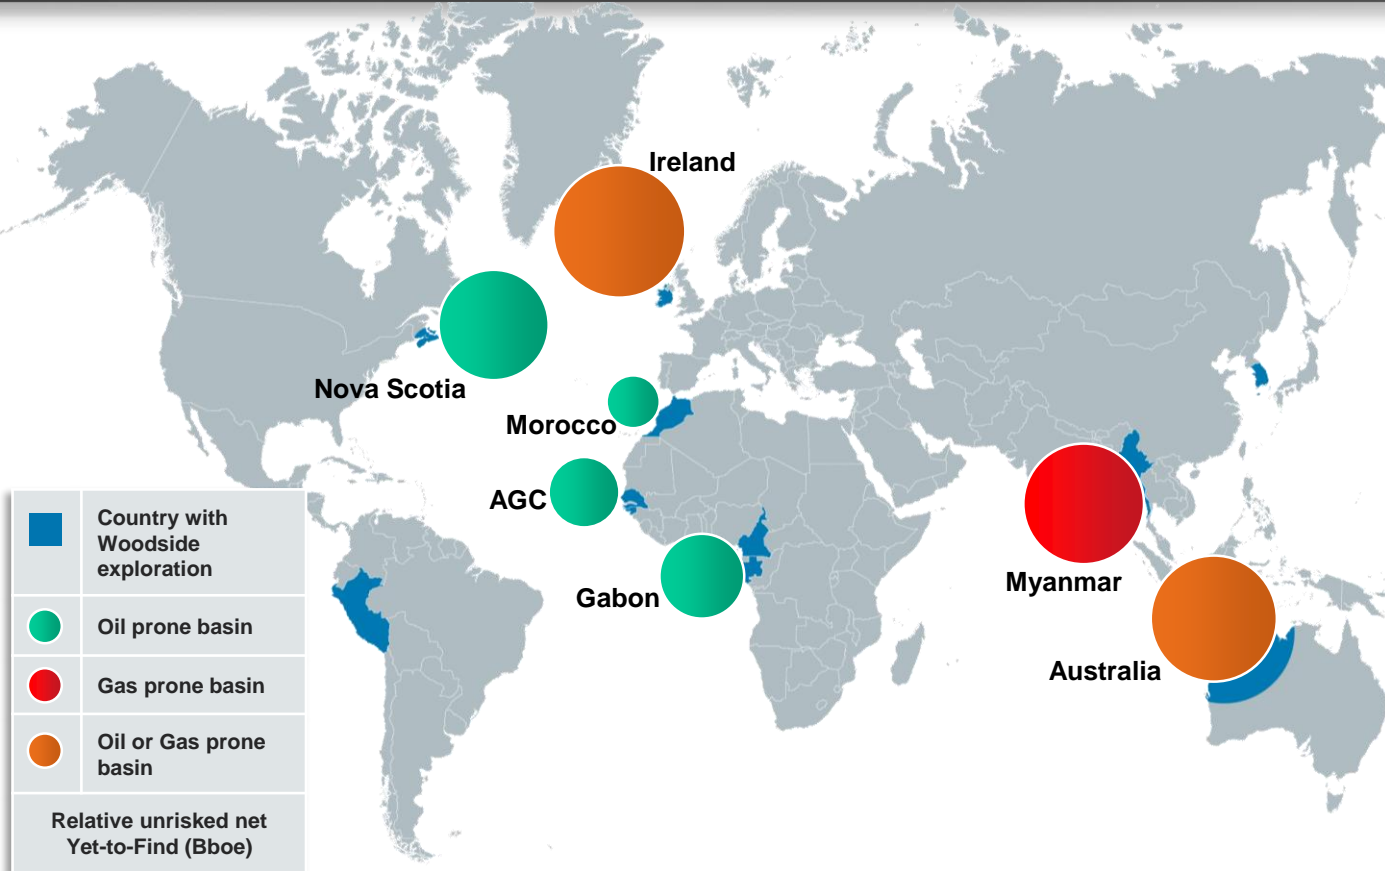 Ireland
Nova Scotia
Morocco
AGC
Gabon
Myanmar
Australia
Country with
Woodside
exploration
Oil prone basin
Gas prone basin
Oil or Gas prone
basin
Relative unrisked net
Yet-to-Find (Bboe)